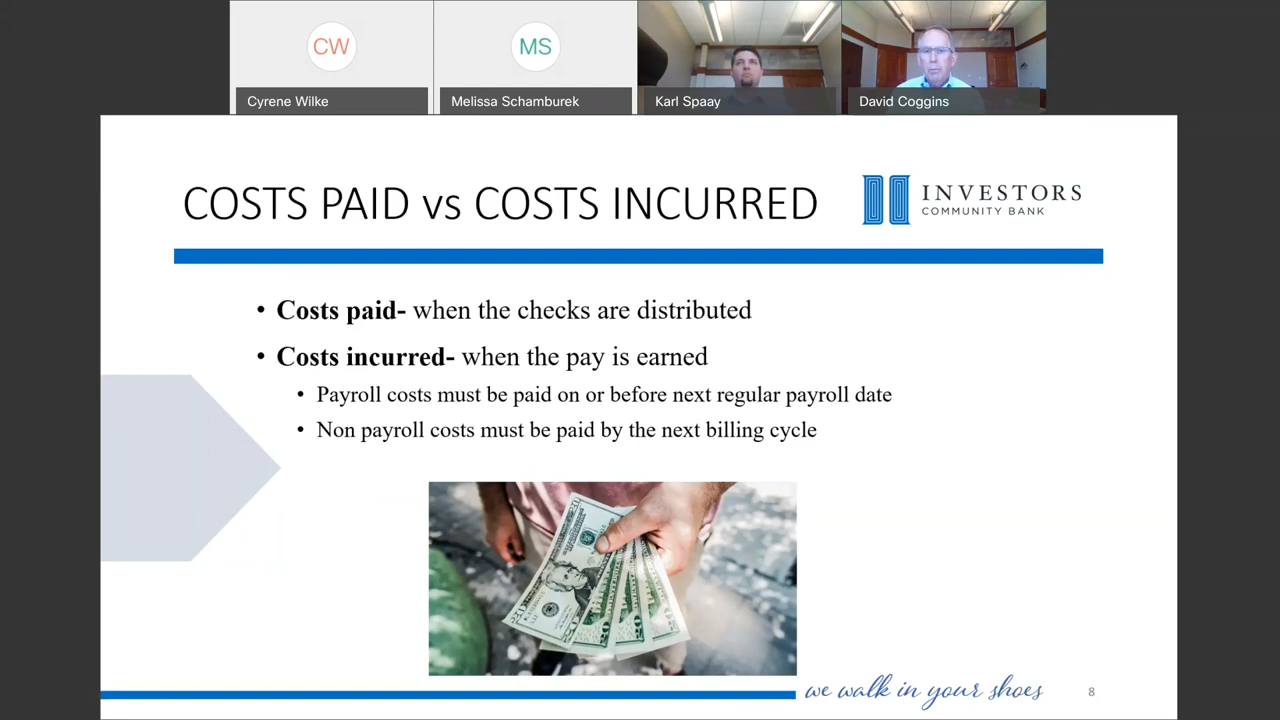 CW
MS
Cyrene Wilke
Melissa Schamburek
Karl Spaay
David Coggins
COSTS PAID vs COSTS INCURRED
INVESTORS
COMMUNITY BANK
• Costs paid- when the checks are distributed
• Costs incurred- when the pay is earned
• Payroll costs must be paid on or before next regular payroll date
• Non payroll costs must be paid by the next billing cycle
20
we walk in your shoes
8